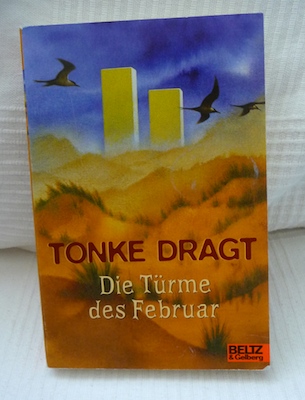 TONKE DRAGT
Die Türme
des Februar
BELTZ
& Gelberg